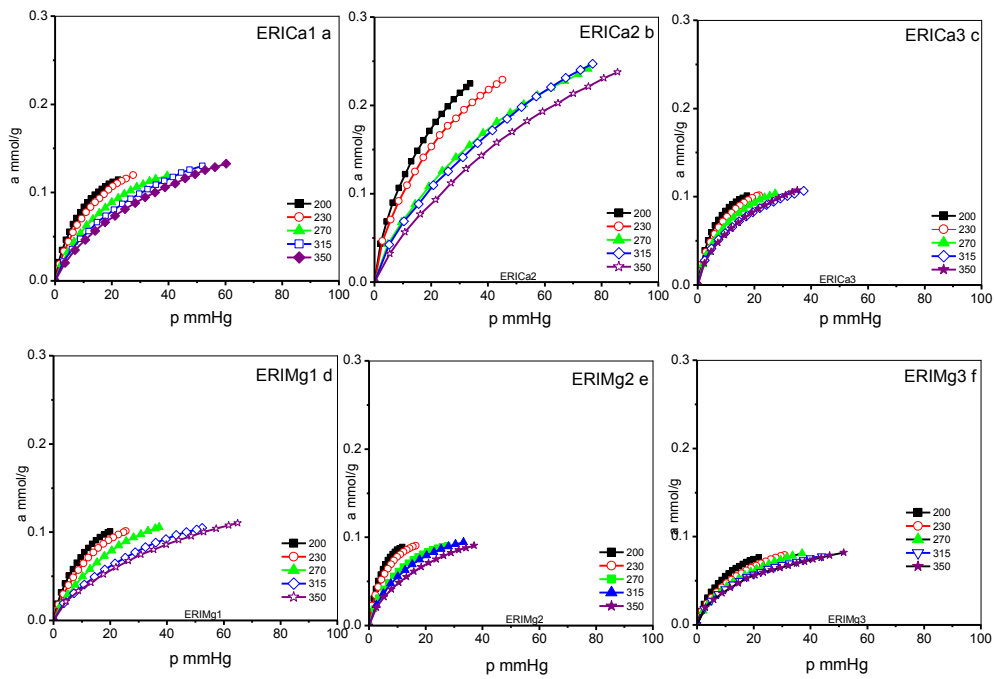 0.3
0.2
0.1
0.0
a mmol/g
ERICa1 a
200
230
270
315
350
0 20 40 60 80 100
p mmHg
0.3
0.2
0.1
0.0
a mmol/g
ERICa2 b
200
230
270
315
350
ERICa2
0 20 40 60 80 100
p mmHg
0.3
0.2
0.1
0.0
a mmol/g
ERICa3 c
200
230
270
315
350
ERICa3
0 20 40 60 80 100
p mmHg
0.3
0.2
0.1
0.0
a mmol/g
ERIMg1 d
200
230
270
315
350
ERIMg1
0 20 40 60 80 100
p mmHg
0.3
0.2
0.1
0.0
a mmol/g
ERIMg2 e
200
230
270
315
350
ERIMg2
0 20 40 60 80 100
p mmHg
0.3
0.2
0.1
0.0
a mmol/g
ERIMg3 f
200
230
270
315
350
ERIMg3
0 20 40 60 80 100
p mmHg